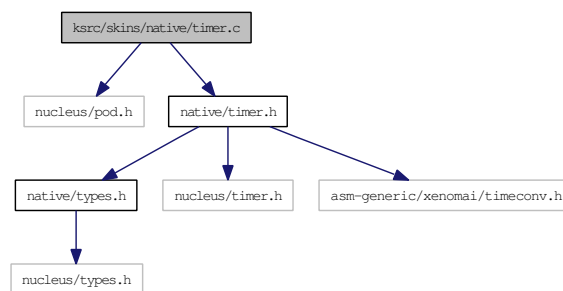 ksrc/skins/native/timer.c
nucleus/pod.h
native/timer.h
native/types.h
nucleus/timer.h
asm-generic/xenomai/timeconv.h
nucleus/types.h